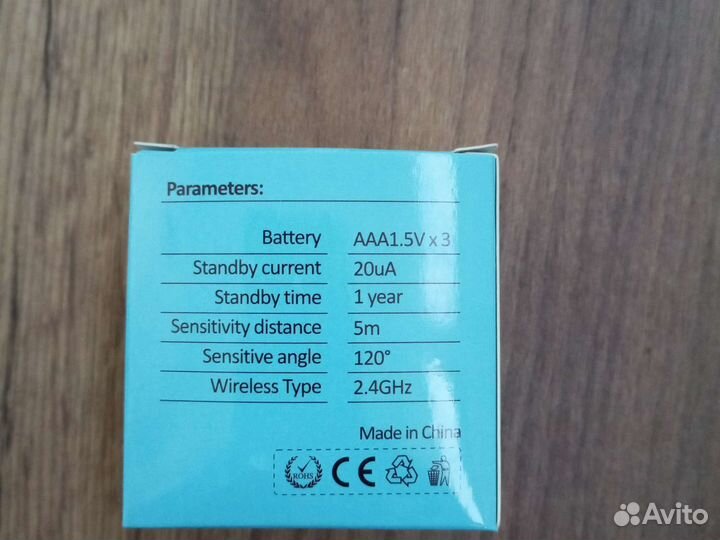 Parameters:
Battery AAA1.5V x 3
Standby current 20uA
Standby time 1 year
Sensitivity distance 5m
Sensitive angle 120°
Wireless Type 2.4GHz
Made in China
ROHS CE
Avito